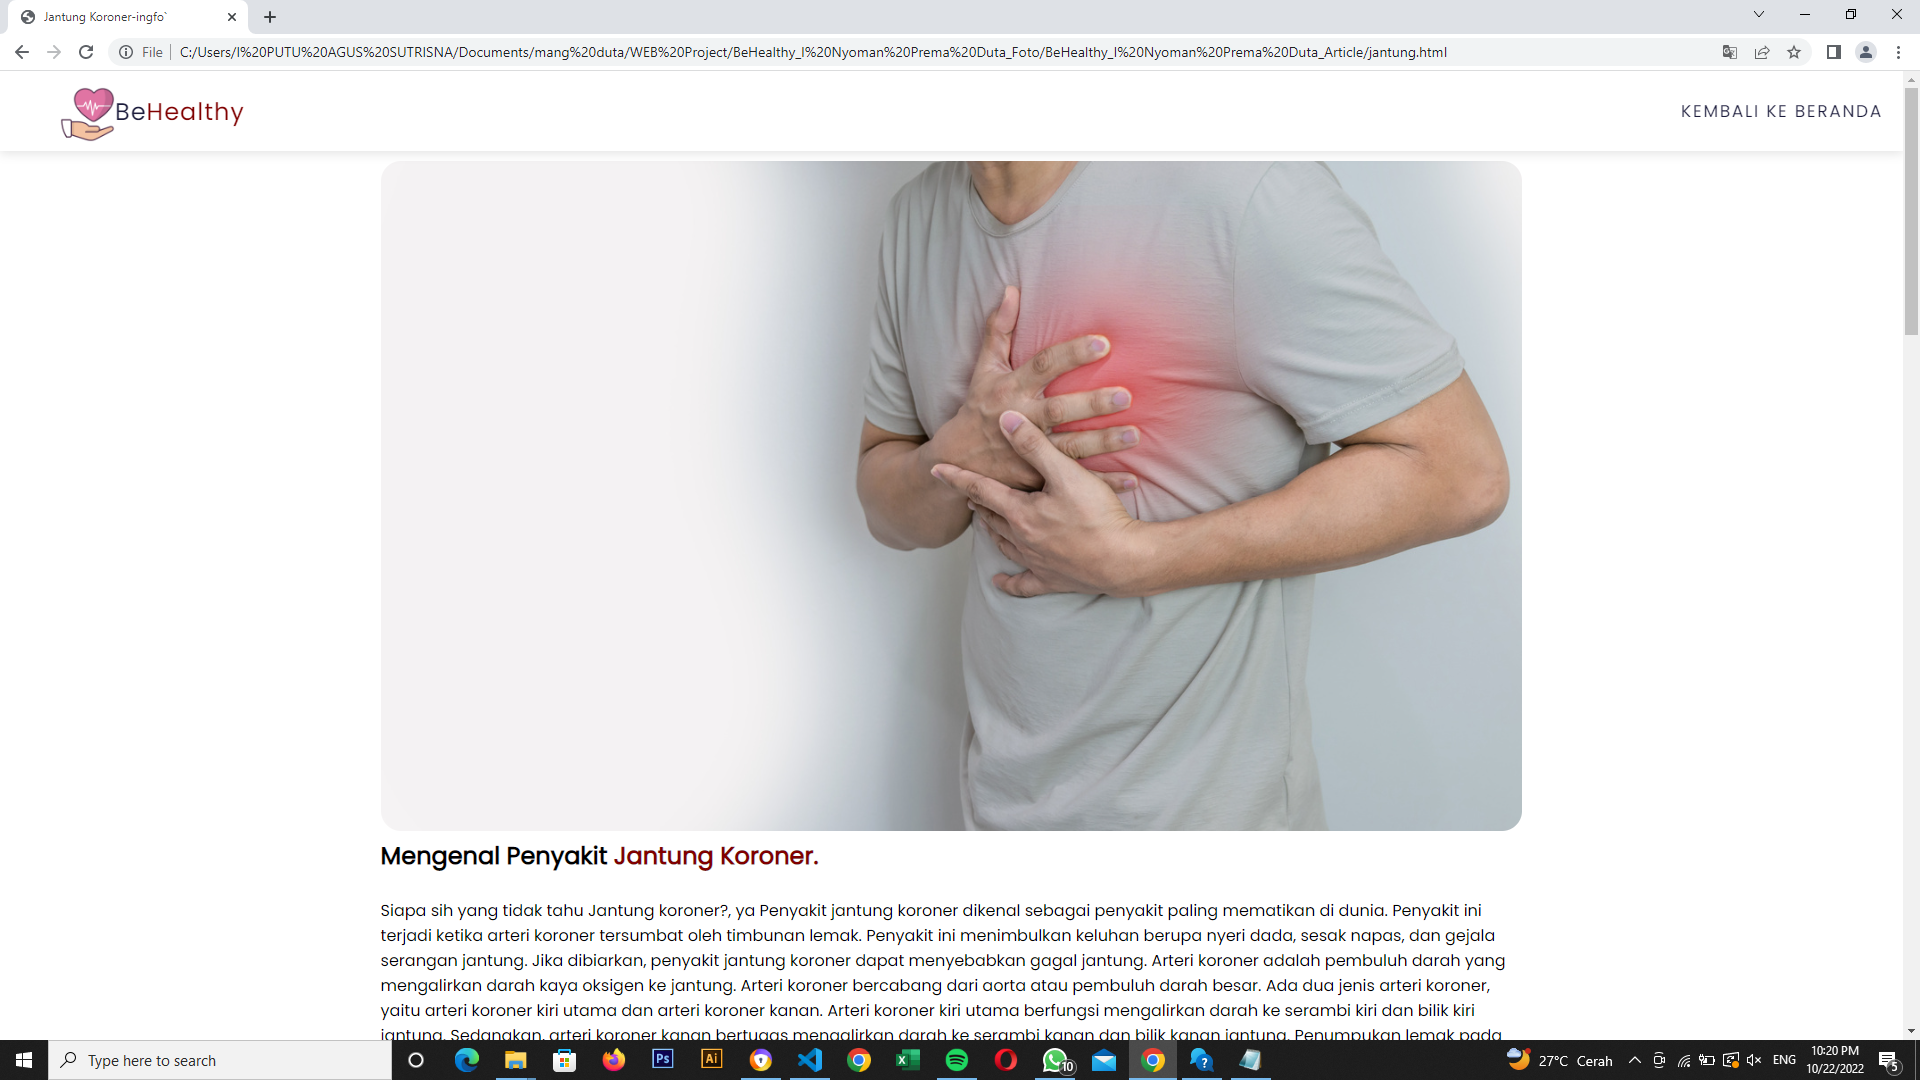 Jantung Koroner-ingfo`
File
C:/Users/I%20PUTU%20AGUS%20SUTRISNA/Documents/mang%20duta/WEB%20Project/BeHealthy_I%20Nyoman%20Prema%20Duta_Foto/BeHealthy_I%20Nyoman%20Prema%20Duta_Article/jantung.html
BeHealthy
KEMBALI KE BERANDA
Mengenal Penyakit Jantung Koroner.
Siapa sih yang tidak tahu Jantung koroner?, ya Penyakit jantung koroner dikenal sebagai penyakit paling mematikan di dunia. Penyakit ini
terjadi ketika arteri koroner tersumbat oleh timbunan lemak. Penyakit ini menimbulkan keluhan berupa nyeri dada, sesak napas, dan gejala
serangan jantung. Jika dibiarkan, penyakit jantung koroner dapat menyebabkan gagal jantung. Arteri koroner adalah pembuluh darah yang
mengalirkan darah kaya oksigen ke jantung. Arteri koroner bercabang dari aorta atau pembuluh darah besar. Ada dua jenis arteri koroner,
yaitu arteri koroner kiri utama dan arteri koroner kanan. Arteri koroner kiri utama berfungsi mengalirkan darah ke serambi kiri dan bilik kiri
jantung. Sedangkan, arteri koroner kanan bertugas mengalirkan darah ke serambi kanan dan bilik kanan jantung. Penumpukan lemak pada
Type here to search
Ps
Ai
10
27°C Cerah
ENG
10:20 PM
10/22/2022
5